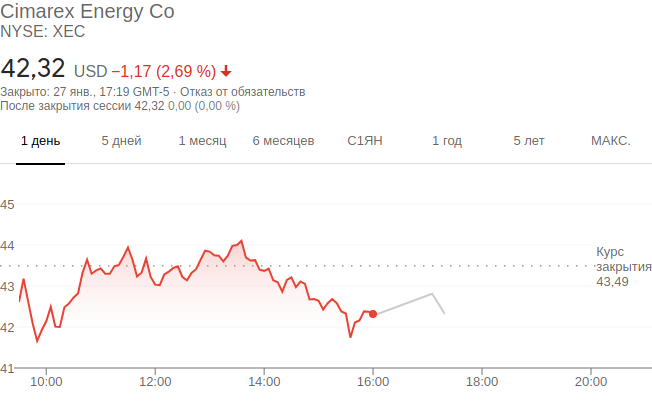 Cimarex Energy Co
NYSE: XEC
42,32 USD −1,17 (2,69 %)
Закрыто: 27 янв., 17:19 GMT-5 · Отказ от обязательств
После закрытия сессии 42,32 0,00 (0,00 %)
1 день 5 дней 1 месяц 6 месяцев С1ЯН 1 год 5 лет МАКС.
45
44
Курс
закрытия
43,49
43
42
41
10:00 12:00 14:00 16:00 18:00 20:00